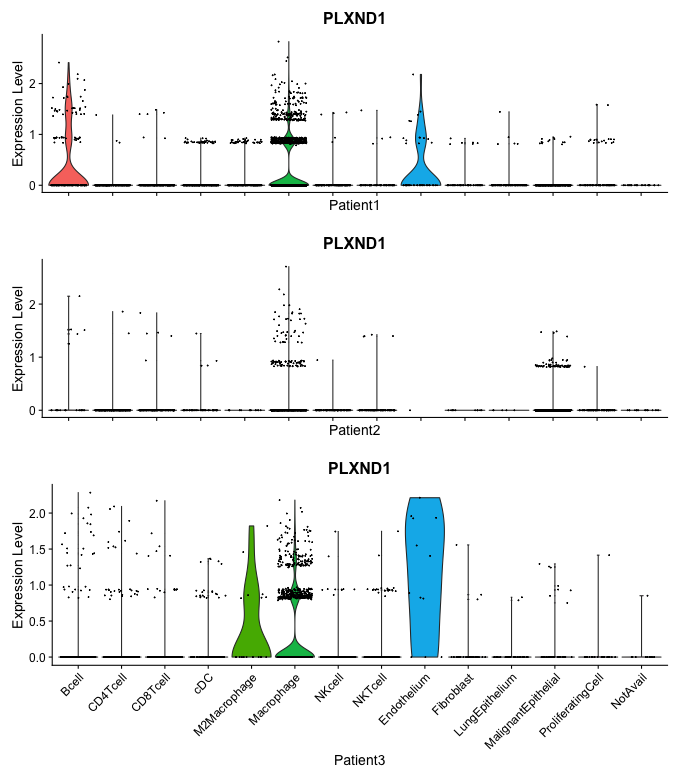 PLXND1
Expression Level
2
1
0
Patient1
PLXND1
Expression Level
2
1
0
Patient2
PLXND1
Expression Level
2.0
1.5
1.0
0.5
0.0
Bcell
CD4Tcell
CD8Tcell
cDC
M2Macrophage
Macrophage
NKcell
NKTcell
Endothelium
Fibroblast
LungEpithelium
MalignantEpithelial
ProliferatingCell
NotAvail
Patient3